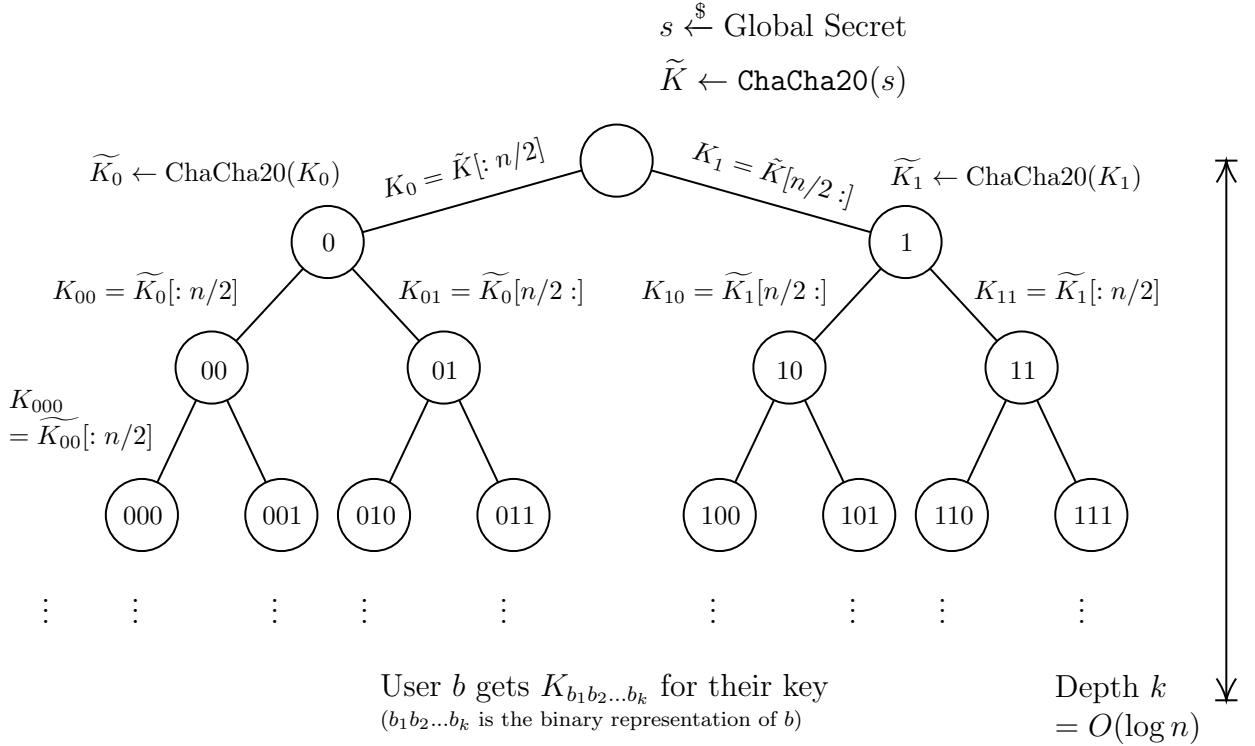 s ←$ Global Secret
K̃ ← ChaCha20(s)
K₀ = K̃[: n/2]
K₁ = K̃[n/2 :]
K̃₀ ← ChaCha20(K₀)
K̃₁ ← ChaCha20(K₁)
0
1
K₀₀ = K̃₀[: n/2]
K₀₁ = K̃₀[n/2 :]
K₁₀ = K̃₁[n/2 :]
K₁₁ = K̃₁[: n/2]
00
01
10
11
K₀₀₀
= K̃₀₀[: n/2]
000
001
010
011
100
101
110
111
⋮ ⋮ ⋮ ⋮ ⋮ ⋮ ⋮ ⋮ ⋮
User b gets K_{b₁b₂...bₖ} for their key
(b₁b₂...bₖ is the binary representation of b)
Depth k
= O(log n)